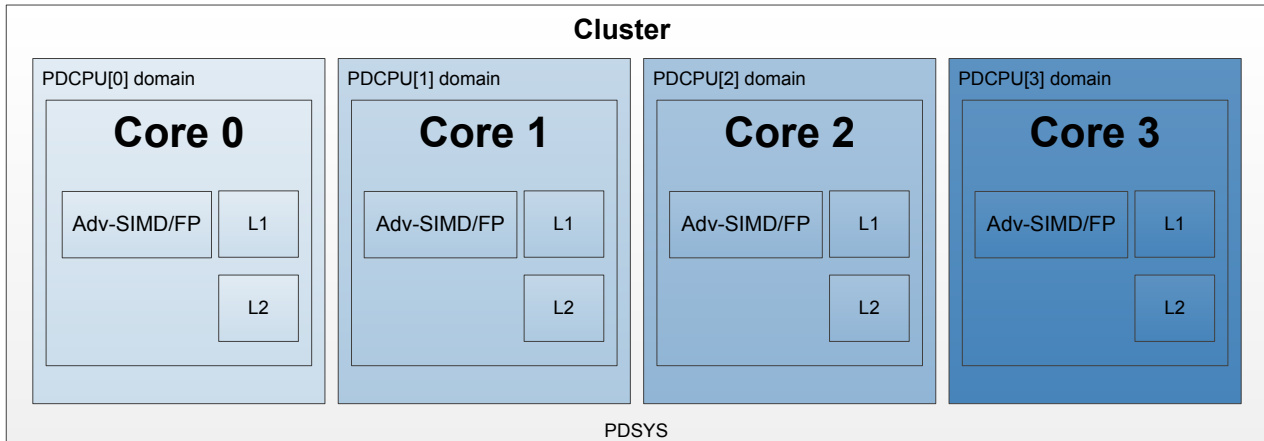 Cluster
PDCPU[0] domain
Core 0
Adv-SIMD/FP
L1
L2
PDCPU[1] domain
Core 1
Adv-SIMD/FP
L1
L2
PDCPU[2] domain
Core 2
Adv-SIMD/FP
L1
L2
PDCPU[3] domain
Core 3
Adv-SIMD/FP
L1
L2
PDSYS